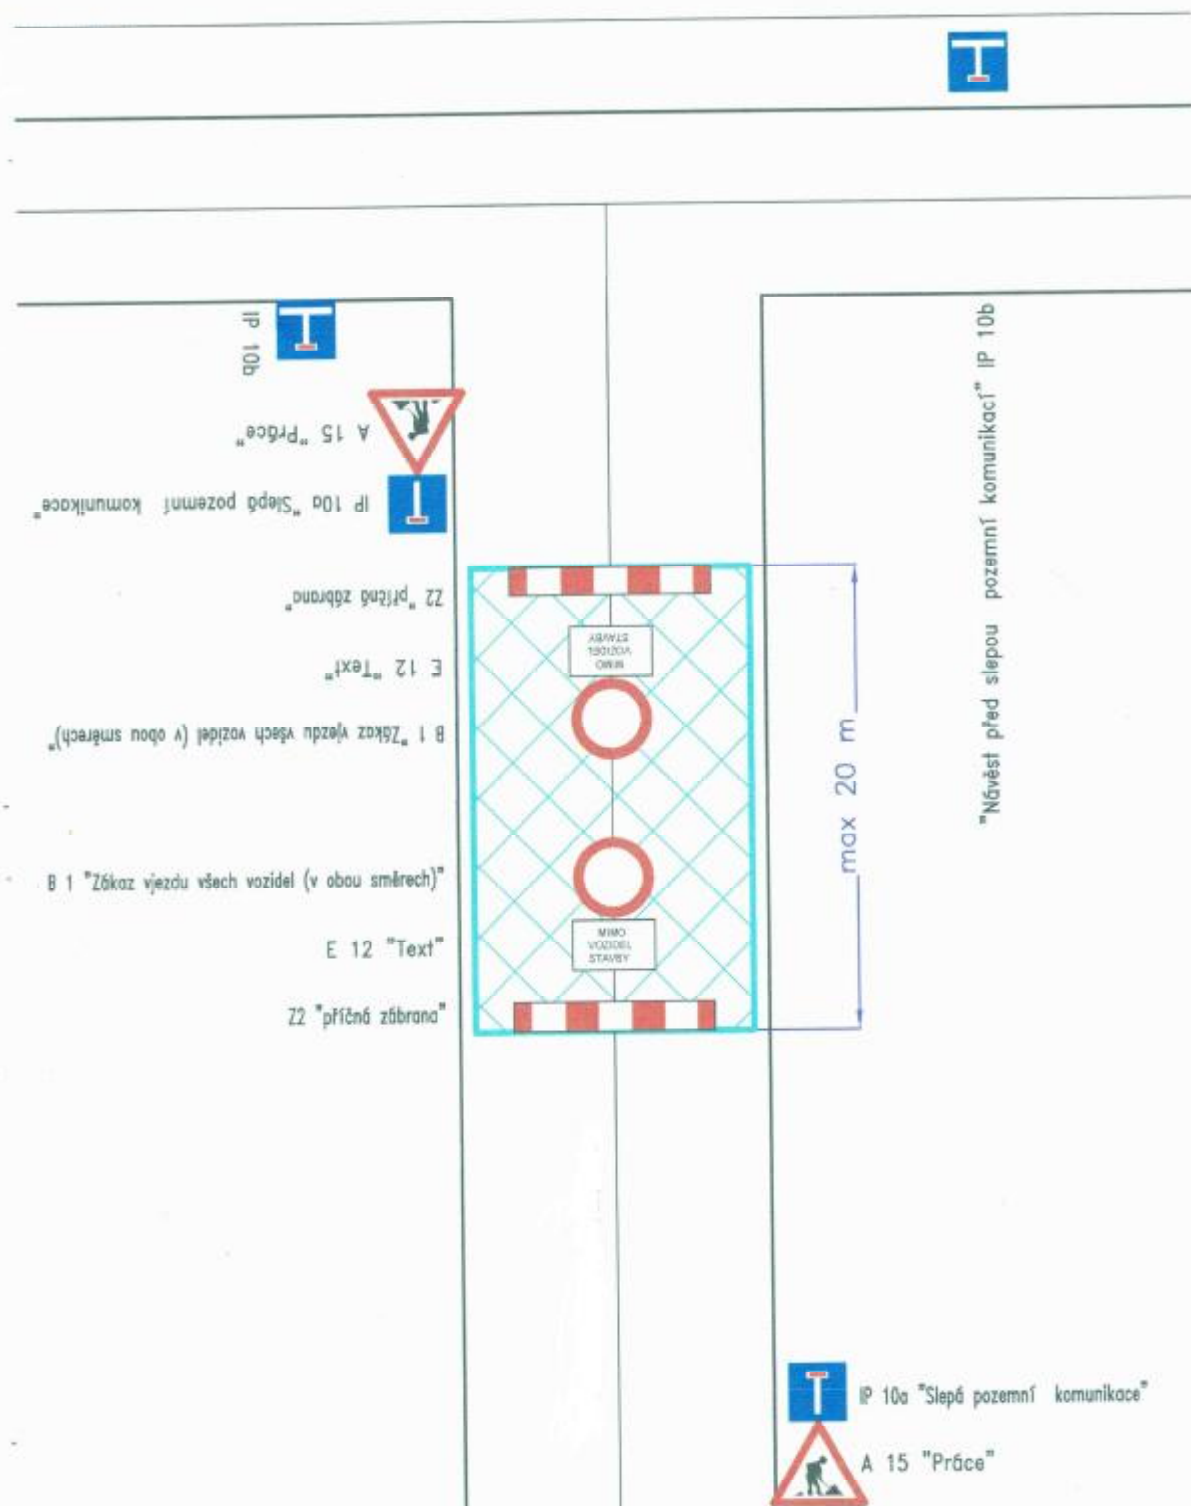 IP 10b
"Návěst před slepou pozemní komunikací" IP 10b
A 15 "Práce"
IP 10a "Slepá pozemní komunikace"
Z2 "příčná zábrana"
MIMO
VOZIDEL
STAVBY
E 12 "Text"
B 1 "Zákaz vjezdu všech vozidel (v obou směrech)"
max 20 m
B 1 "Zákaz vjezdu všech vozidel (v obou směrech)"
E 12 "Text"
MIMO
VOZIDEL
STAVBY
Z2 "příčná zábrana"
IP 10a "Slepá pozemní komunikace"
A 15 "Práce"